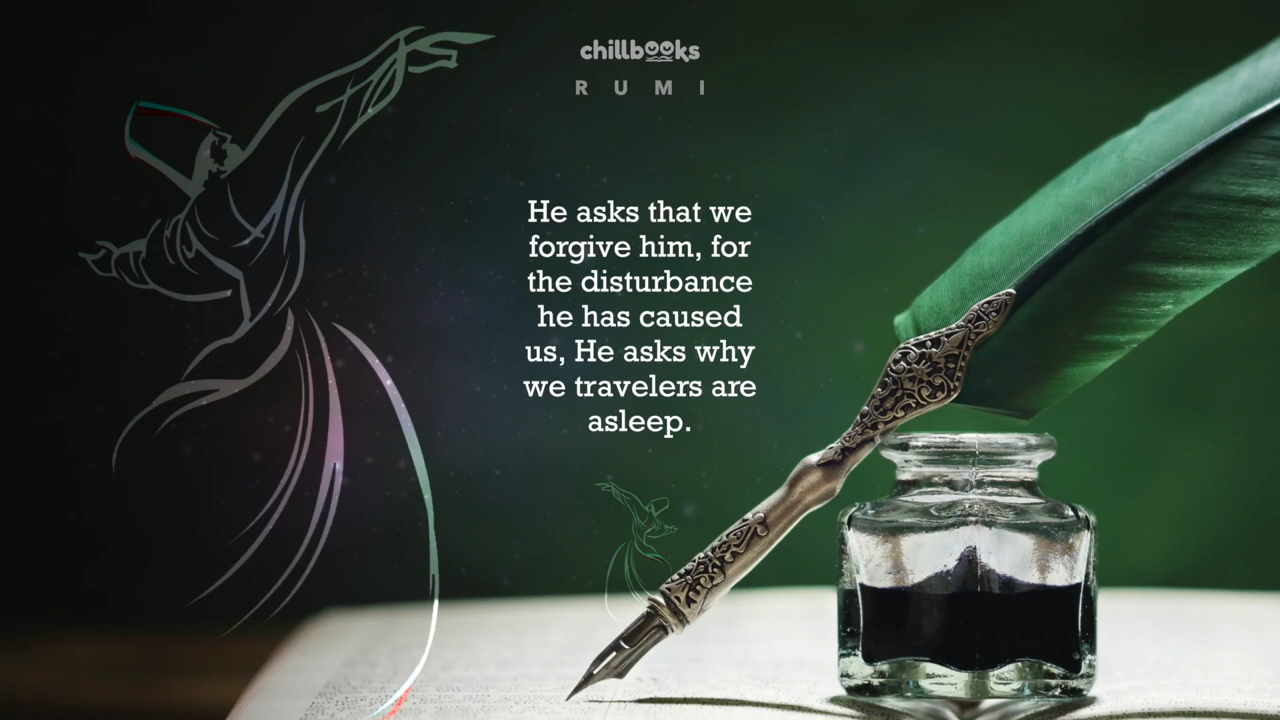 chillbooks
RUMI
He asks that we
forgive him, for
the disturbance
he has caused
us, He asks why
we travelers are
asleep.